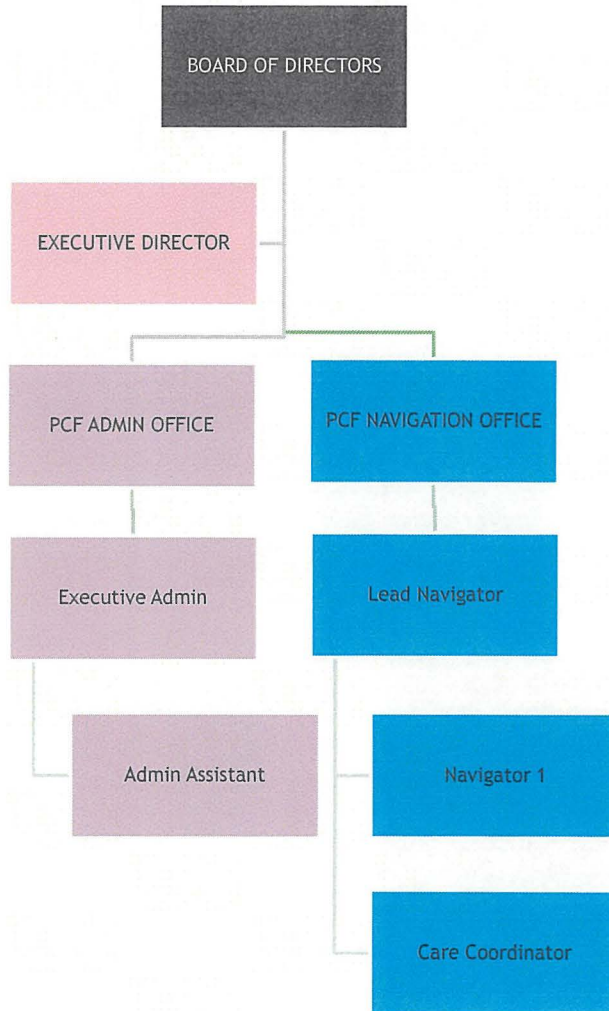 BOARD OF DIRECTORS
EXECUTIVE DIRECTOR
PCF ADMIN OFFICE
PCF NAVIGATION OFFICE
Executive Admin
Lead Navigator
Admin Assistant
Navigator 1
Care Coordinator